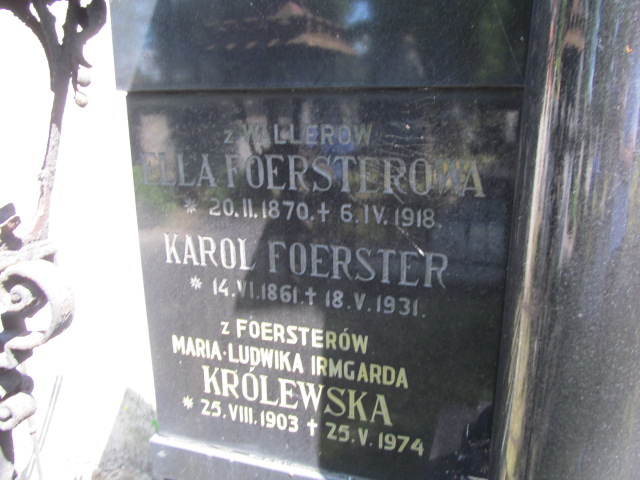 z WILLERÓW
ELLA FOERSTEROWA
* 20.II.1870. + 6.IV.1918.
KAROL FOERSTER
* 14.VI.1861. + 18.V.1931.
z FOERSTERÓW
MARIA-LUDWIKA IRMGARDA
KRÓLEWSKA
* 25.VIII.1903 + 25.V.1974